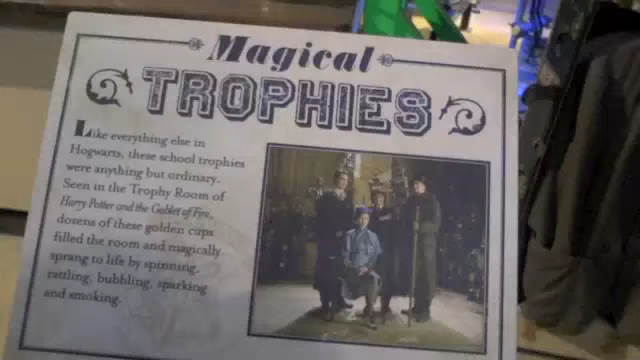 Magical
TROPHIES
Like everything else in
Hogwarts, these school trophies
were anything but ordinary.
Seen in the Trophy Room of
Harry Potter and the Goblet of Fire,
dozens of these golden cups
filled the room and magically
sprang to life by spinning,
rattling, bubbling, sparking
and smoking.